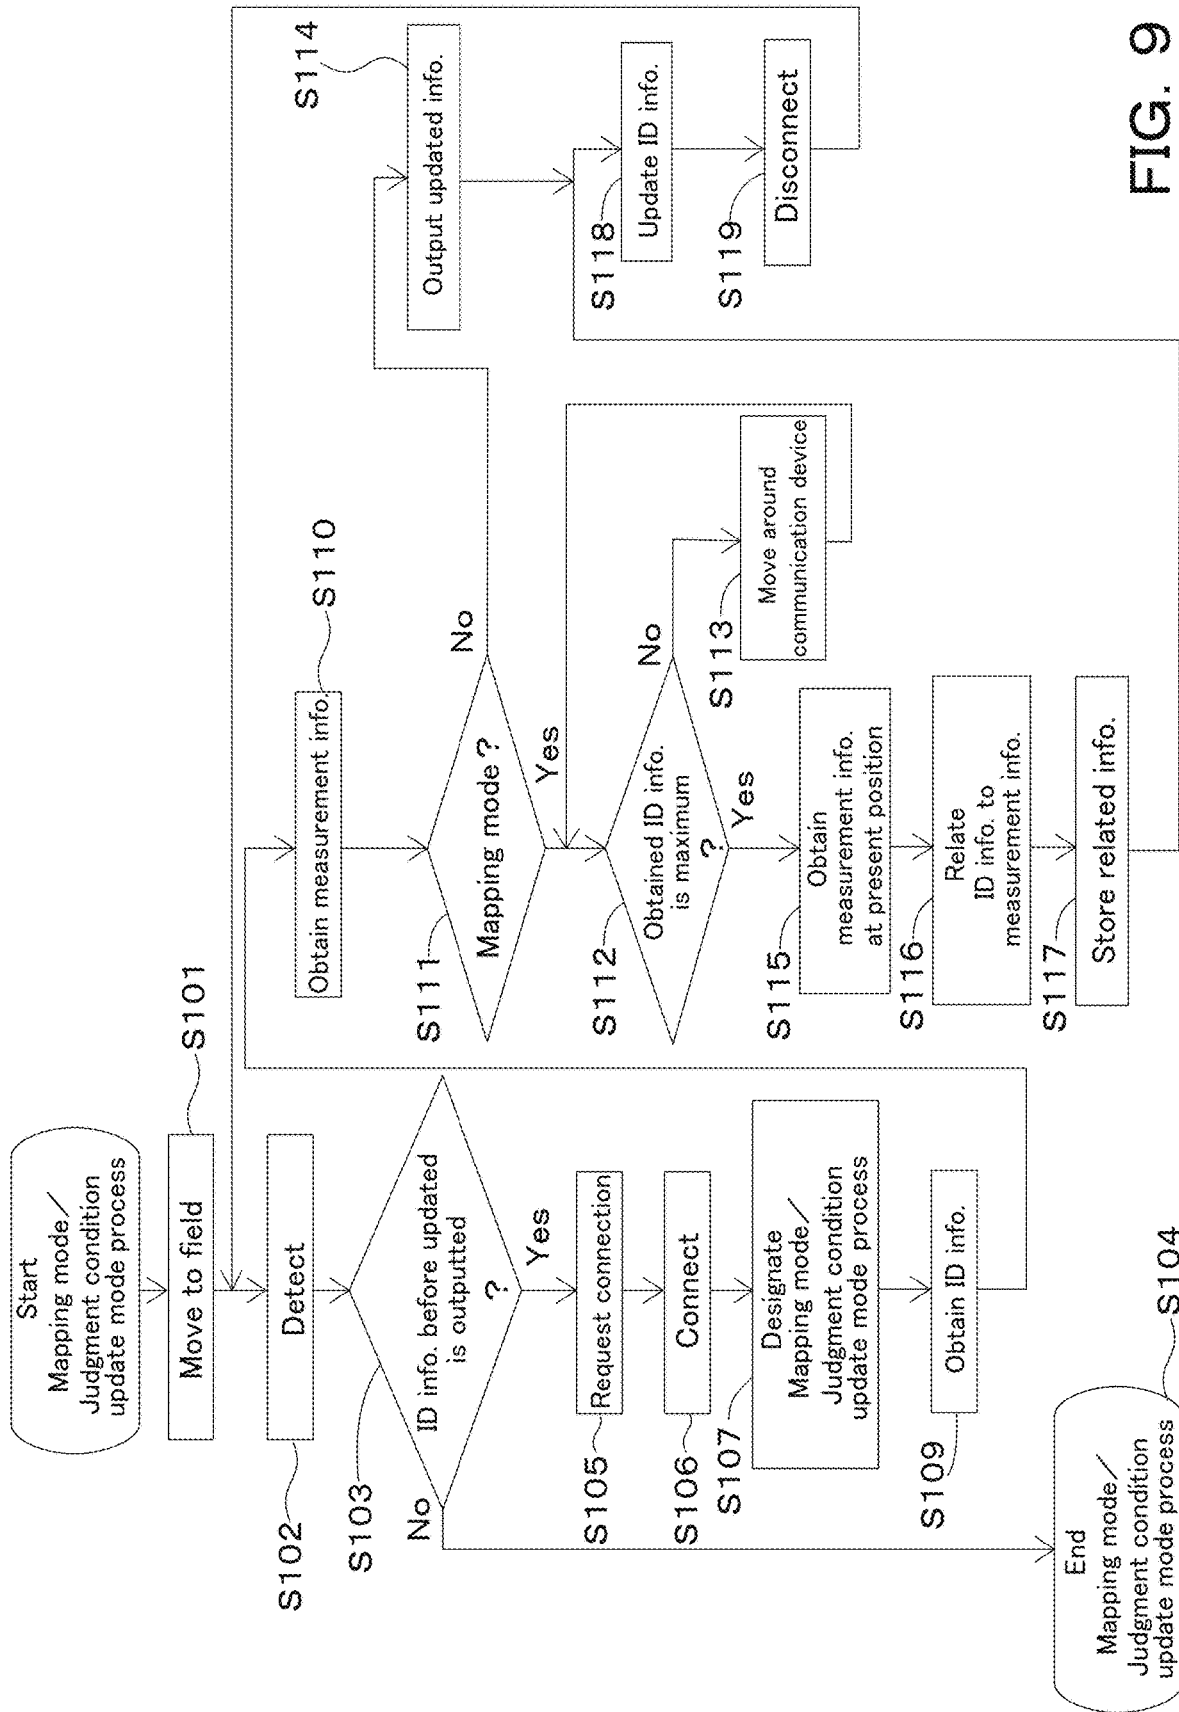 Start
Mapping mode/
Judgment condition
update mode process
Move to field
S101
Detect
S102
ID info. before updated
is outputted
?
S103
No
Yes
Request connection
S105
Connect
S106
Designate
Mapping mode/
Judgment condition
update mode process
S107
Obtain ID info.
S109
End
Mapping mode/
Judgment condition
update mode process
S104
Obtain measurement info.
S110
Mapping mode?
S111
No
Yes
Obtained ID info.
is maximum
?
S112
No
Yes
Move around
communication device
S113
Obtain
measurement info.
at present position
S115
Relate
ID info. to
measurement info.
S116
Store related info.
S117
Output updated info.
S114
Update ID info.
S118
Disconnect
S119
FIG. 9